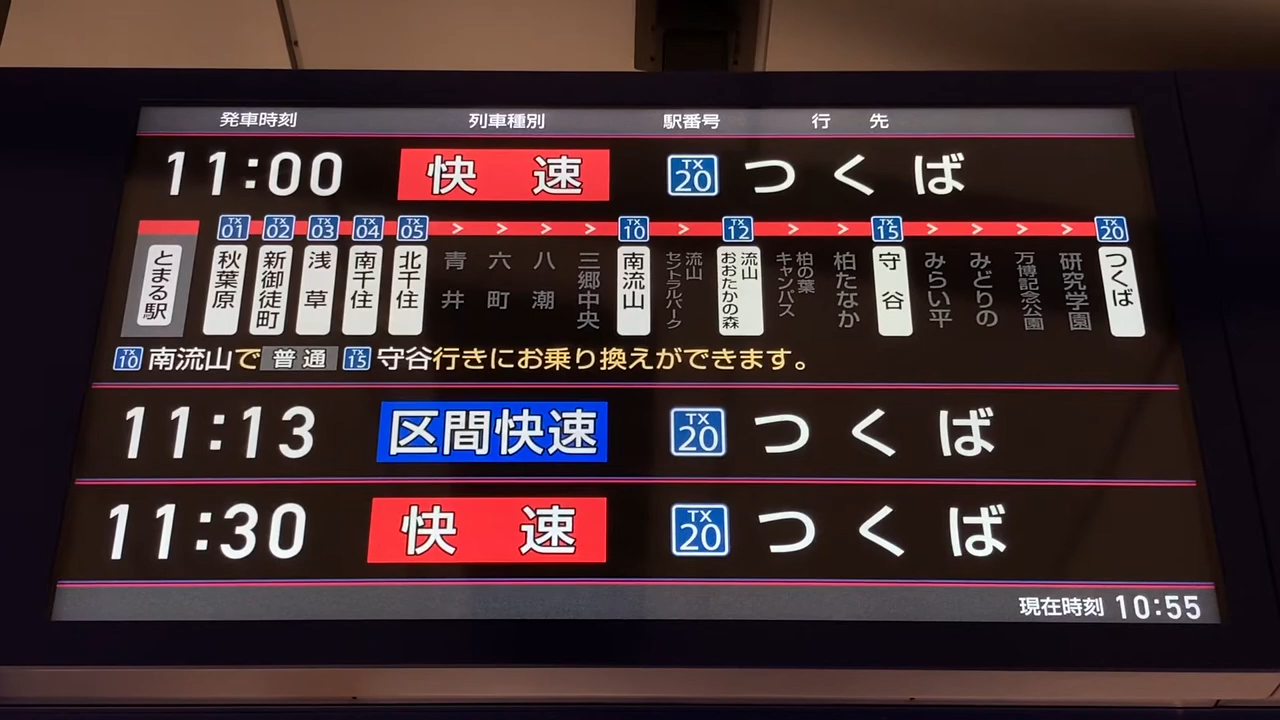 発車時刻 列車種別 駅番号 行 先
11:00 快 速 TX 20 つくば
TX 01 TX 02 TX 03 TX 04 TX 05 TX 10 TX 12 TX 15 TX 20
とまる駅 秋葉原 新御徒町 浅草 南千住 北千住 青井 六町 八潮 三郷中央 南流山 流山セントラルパーク 流山おおたかの森 柏の葉キャンパス 柏たなか 守谷 みらい平 みどりの 万博記念公園 研究学園 つくば
TX 10 南流山で 普通 TX 15 守谷行きにお乗り換えができます。
11:13 区間快速 TX 20 つくば
11:30 快 速 TX 20 つくば
現在時刻 10:55